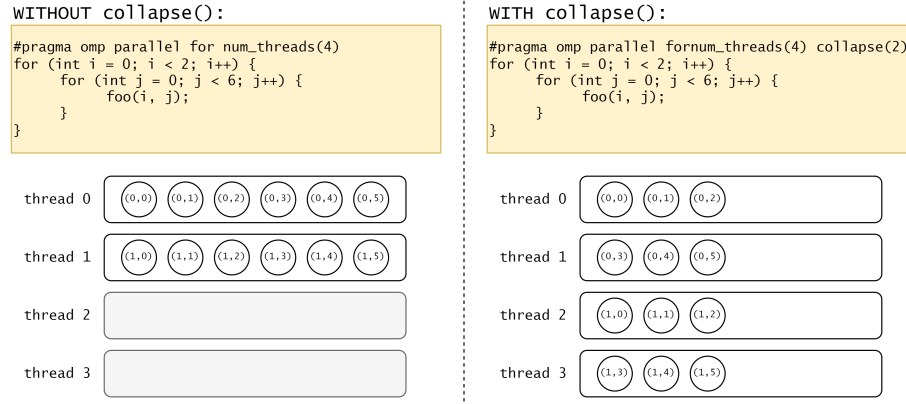 WITHOUT collapse():
#pragma omp parallel for num_threads(4)
for (int i = 0; i < 2; i++) {
for (int j = 0; j < 6; j++) {
foo(i, j);
}
}
thread 0 (0,0) (0,1) (0,2) (0,3) (0,4) (0,5)
thread 1 (1,0) (1,1) (1,2) (1,3) (1,4) (1,5)
thread 2
thread 3
WITH collapse():
#pragma omp parallel fornum_threads(4) collapse(2)
for (int i = 0; i < 2; i++) {
for (int j = 0; j < 6; j++) {
foo(i, j);
}
}
thread 0 (0,0) (0,1) (0,2)
thread 1 (0,3) (0,4) (0,5)
thread 2 (1,0) (1,1) (1,2)
thread 3 (1,3) (1,4) (1,5)